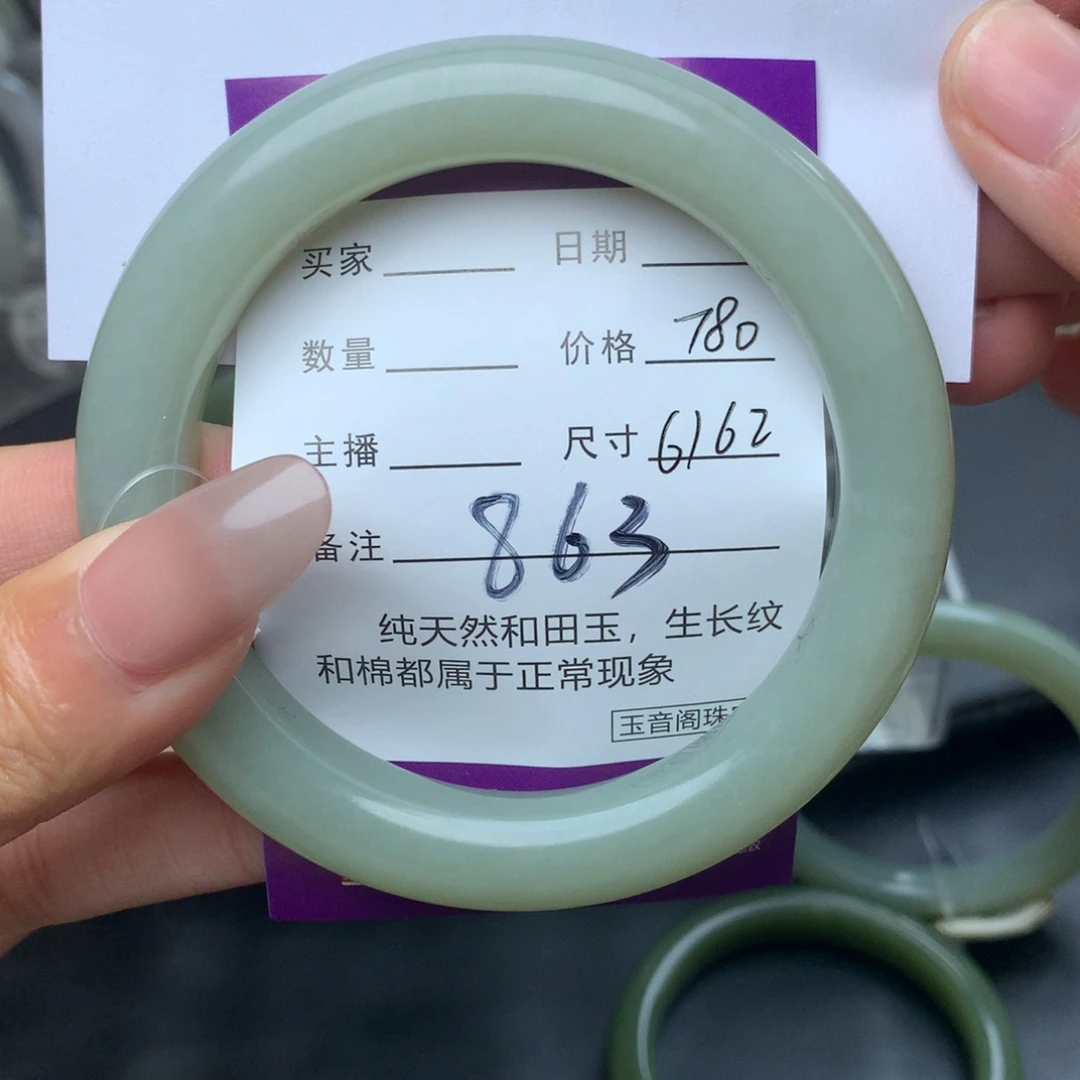 买家 日期
数量 价格 780
主播 尺寸 6162
备注 863
纯天然和田玉，生长纹
和棉都属于正常现象
玉音阁珠